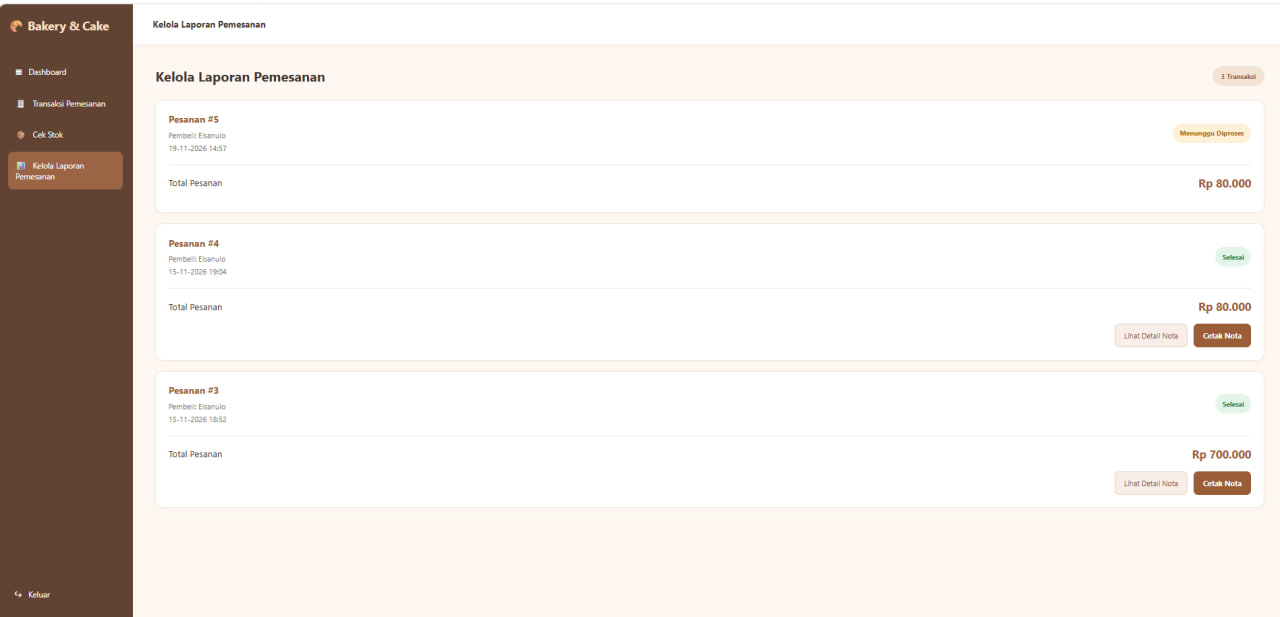 Bakery & Cake
Kelola Laporan Pemesanan
Dashboard
Transaksi Pemesanan
Cek Stok
Kelola Laporan
Pemesanan
Keluar
Kelola Laporan Pemesanan
3 Transaksi
Pesanan #5
Pembeli: Elsanulo
19-11-2026 14:57
Menunggu Diproses
Total Pesanan
Rp 80.000
Pesanan #4
Pembeli: Elsanulo
15-11-2026 19:04
Selesai
Total Pesanan
Rp 80.000
Lihat Detail Nota
Cetak Nota
Pesanan #3
Pembeli: Elsanulo
15-11-2026 18:52
Selesai
Total Pesanan
Rp 700.000
Lihat Detail Nota
Cetak Nota